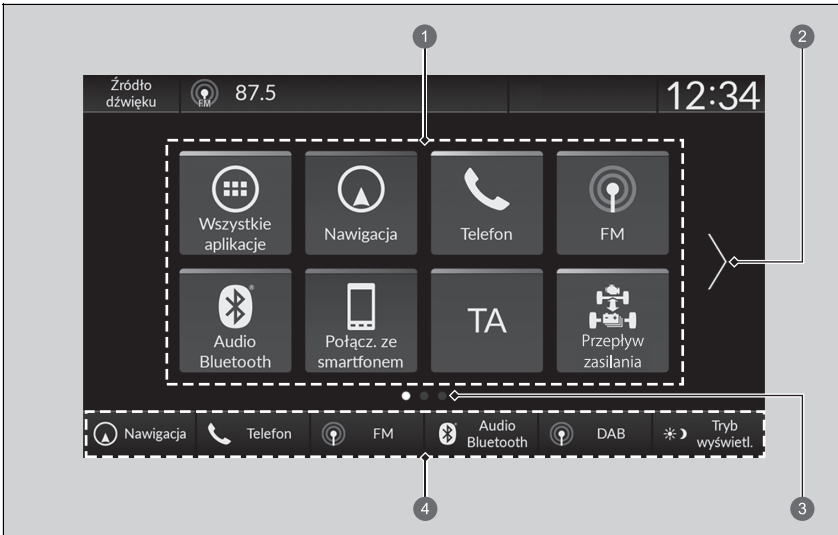 1
2
Źródło
dźwięku
FM
87.5
12:34
Wszystkie
aplikacje
Nawigacja
Telefon
FM
Audio
Bluetooth
Połącz. ze
smartfonem
TA
Przepływ
zasilania
Nawigacja
Telefon
FM
Audio
Bluetooth
DAB
Tryb
wyświetl.
4
3